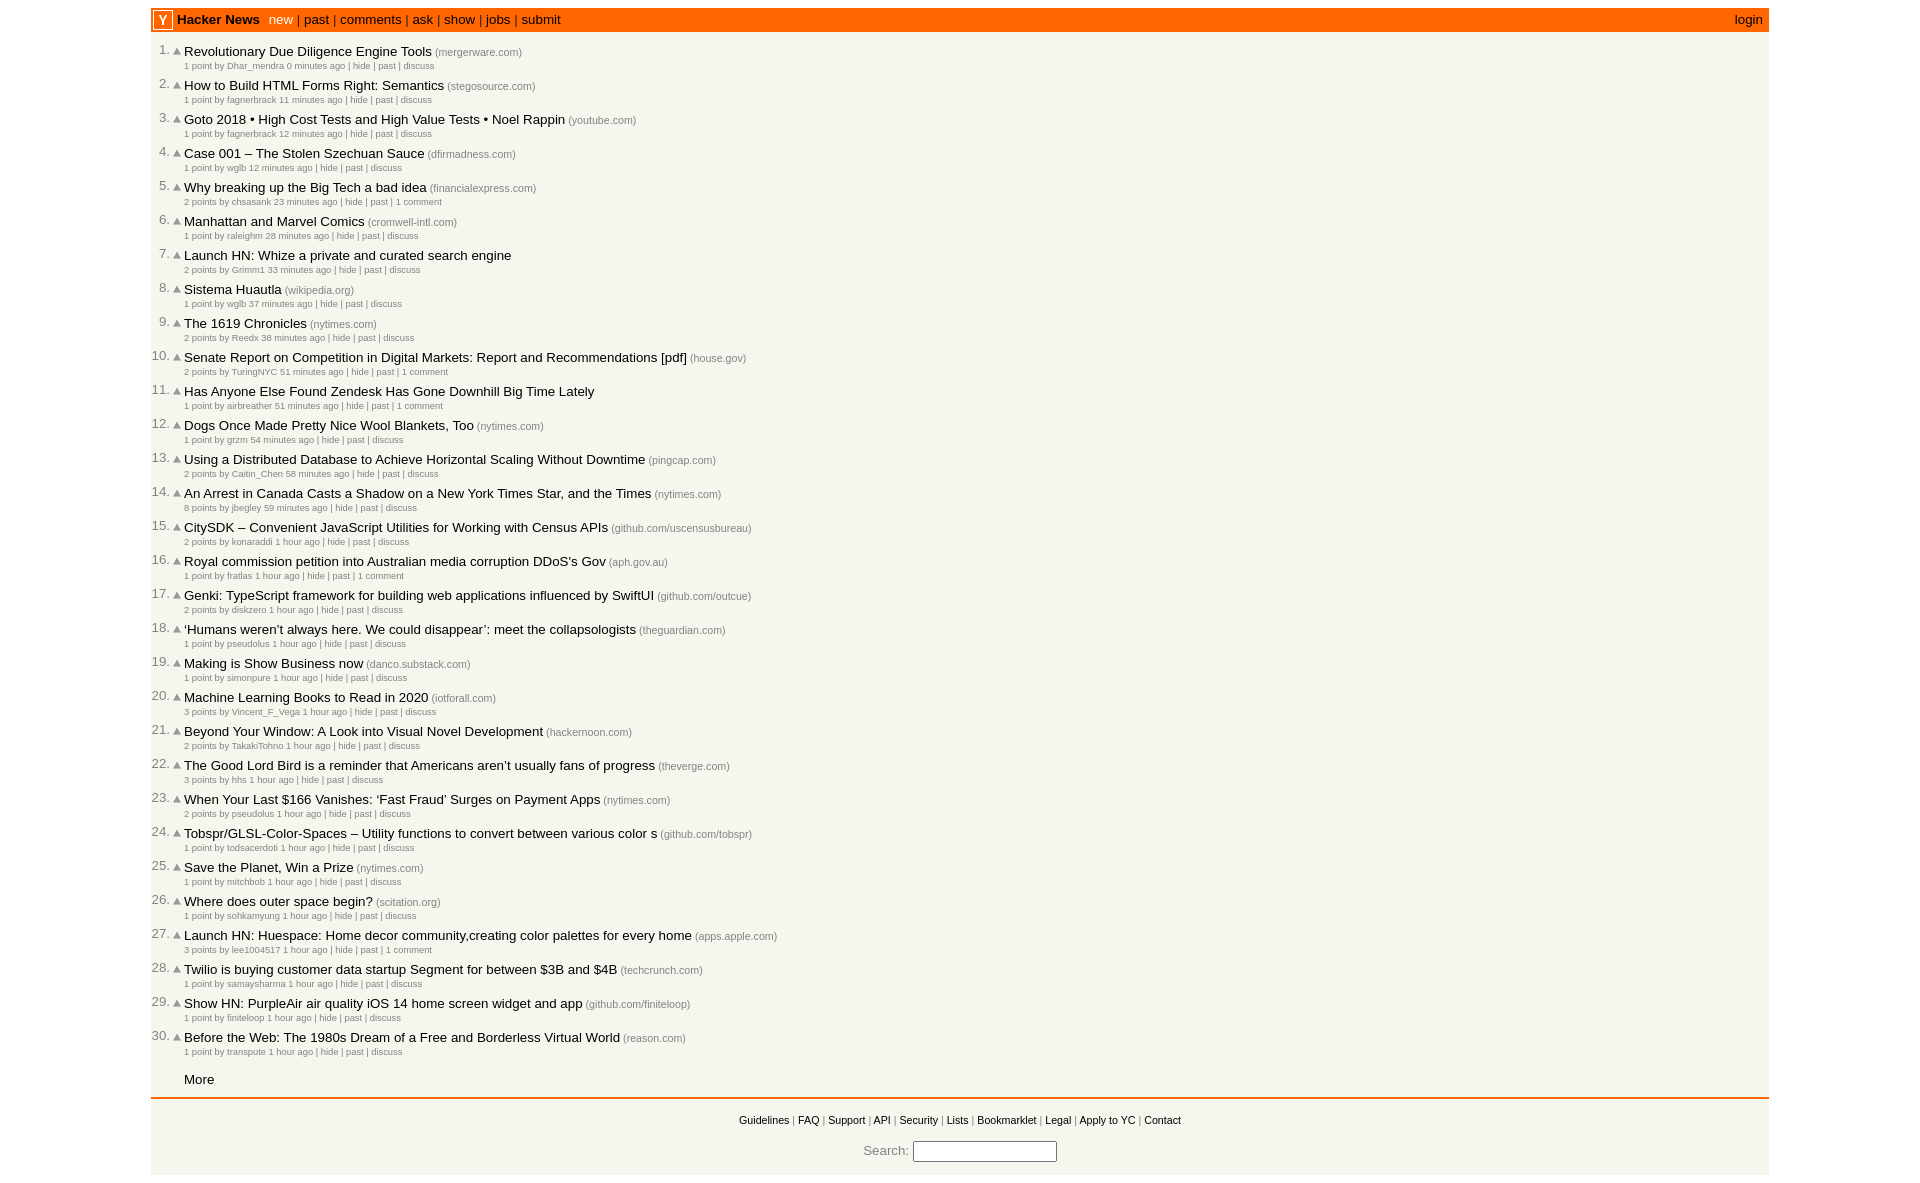 Y Hacker News new | past | comments | ask | show | jobs | submit login
1. Revolutionary Due Diligence Engine Tools (mergerware.com)
1 point by Dhar_mendra 0 minutes ago | hide | past | discuss
2. How to Build HTML Forms Right: Semantics (stegosource.com)
1 point by fagnerbrack 11 minutes ago | hide | past | discuss
3. Goto 2018 • High Cost Tests and High Value Tests • Noel Rappin (youtube.com)
1 point by fagnerbrack 12 minutes ago | hide | past | discuss
4. Case 001 – The Stolen Szechuan Sauce (dfirmadness.com)
1 point by wglb 12 minutes ago | hide | past | discuss
5. Why breaking up the Big Tech a bad idea (financialexpress.com)
2 points by chsasank 23 minutes ago | hide | past | 1 comment
6. Manhattan and Marvel Comics (cromwell-intl.com)
1 point by raleighm 28 minutes ago | hide | past | discuss
7. Launch HN: Whize a private and curated search engine
2 points by Grimm1 33 minutes ago | hide | past | discuss
8. Sistema Huautla (wikipedia.org)
1 point by wglb 37 minutes ago | hide | past | discuss
9. The 1619 Chronicles (nytimes.com)
2 points by Reedx 38 minutes ago | hide | past | discuss
10. Senate Report on Competition in Digital Markets: Report and Recommendations [pdf] (house.gov)
2 points by TuringNYC 51 minutes ago | hide | past | 1 comment
11. Has Anyone Else Found Zendesk Has Gone Downhill Big Time Lately
1 point by airbreather 51 minutes ago | hide | past | 1 comment
12. Dogs Once Made Pretty Nice Wool Blankets, Too (nytimes.com)
1 point by grzm 54 minutes ago | hide | past | discuss
13. Using a Distributed Database to Achieve Horizontal Scaling Without Downtime (pingcap.com)
2 points by Caitin_Chen 58 minutes ago | hide | past | discuss
14. An Arrest in Canada Casts a Shadow on a New York Times Star, and the Times (nytimes.com)
8 points by jbegley 59 minutes ago | hide | past | discuss
15. CitySDK – Convenient JavaScript Utilities for Working with Census APIs (github.com/uscensusbureau)
2 points by konaraddi 1 hour ago | hide | past | discuss
16. Royal commission petition into Australian media corruption DDoS's Gov (aph.gov.au)
1 point by fratlas 1 hour ago | hide | past | 1 comment
17. Genki: TypeScript framework for building web applications influenced by SwiftUI (github.com/outcue)
2 points by diskzero 1 hour ago | hide | past | discuss
18. ‘Humans weren’t always here. We could disappear’: meet the collapsologists (theguardian.com)
1 point by pseudolus 1 hour ago | hide | past | discuss
19. Making is Show Business now (danco.substack.com)
1 point by simonpure 1 hour ago | hide | past | discuss
20. Machine Learning Books to Read in 2020 (iotforall.com)
3 points by Vincent_F_Vega 1 hour ago | hide | past | discuss
21. Beyond Your Window: A Look into Visual Novel Development (hackernoon.com)
2 points by TakakiTohno 1 hour ago | hide | past | discuss
22. The Good Lord Bird is a reminder that Americans aren’t usually fans of progress (theverge.com)
3 points by hhs 1 hour ago | hide | past | discuss
23. When Your Last $166 Vanishes: ‘Fast Fraud’ Surges on Payment Apps (nytimes.com)
2 points by pseudolus 1 hour ago | hide | past | discuss
24. Tobspr/GLSL-Color-Spaces – Utility functions to convert between various color s (github.com/tobspr)
1 point by todsacerdoti 1 hour ago | hide | past | discuss
25. Save the Planet, Win a Prize (nytimes.com)
1 point by mitchbob 1 hour ago | hide | past | discuss
26. Where does outer space begin? (scitation.org)
1 point by sohkamyung 1 hour ago | hide | past | discuss
27. Launch HN: Huespace: Home decor community,creating color palettes for every home (apps.apple.com)
3 points by lee1004517 1 hour ago | hide | past | 1 comment
28. Twilio is buying customer data startup Segment for between $3B and $4B (techcrunch.com)
1 point by samaysharma 1 hour ago | hide | past | discuss
29. Show HN: PurpleAir air quality iOS 14 home screen widget and app (github.com/finiteloop)
1 point by finiteloop 1 hour ago | hide | past | discuss
30. Before the Web: The 1980s Dream of a Free and Borderless Virtual World (reason.com)
1 point by transpute 1 hour ago | hide | past | discuss
More
Guidelines | FAQ | Support | API | Security | Lists | Bookmarklet | Legal | Apply to YC | Contact
Search: